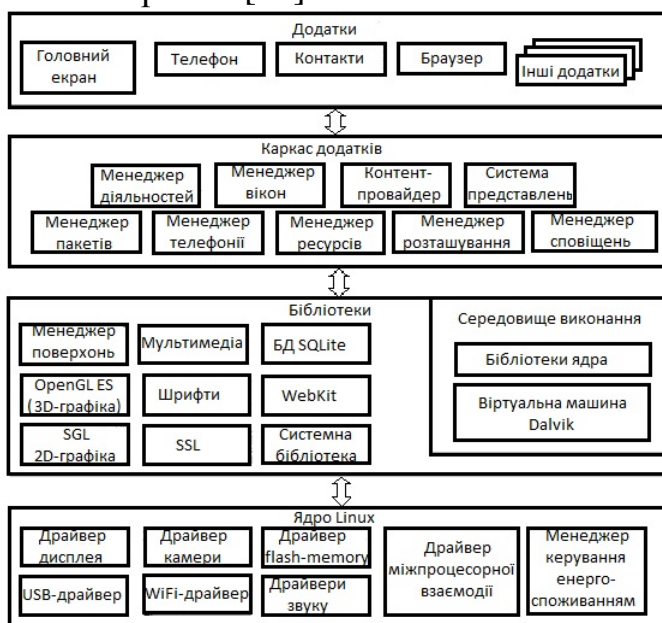 Додатки
Головний
екран
Телефон
Контакти
Браузер
Інші додатки
Каркас додатків
Менеджер
діяльностей
Менеджер
вікон
Контент-
провайдер
Система
представлень
Менеджер
пакетів
Менеджер
телефонії
Менеджер
ресурсів
Менеджер
розташування
Менеджер
сповіщень
Бібліотеки
Менеджер
поверхонь
Мультимедіа
БД SQLite
OpenGL ES
(3D-графіка)
Шрифти
WebKit
SGL
2D-графіка
SSL
Системна
бібліотека
Середовище виконання
Бібліотеки ядра
Віртуальна машина
Dalvik
Ядро Linux
Драйвер
дисплея
Драйвер
камери
Драйвер
flash-memory
Драйвер
міжпроцесорної
взаємодії
Менеджер
керування
енерго-
споживанням
USB-драйвер
WiFi-драйвер
Драйвери
звуку